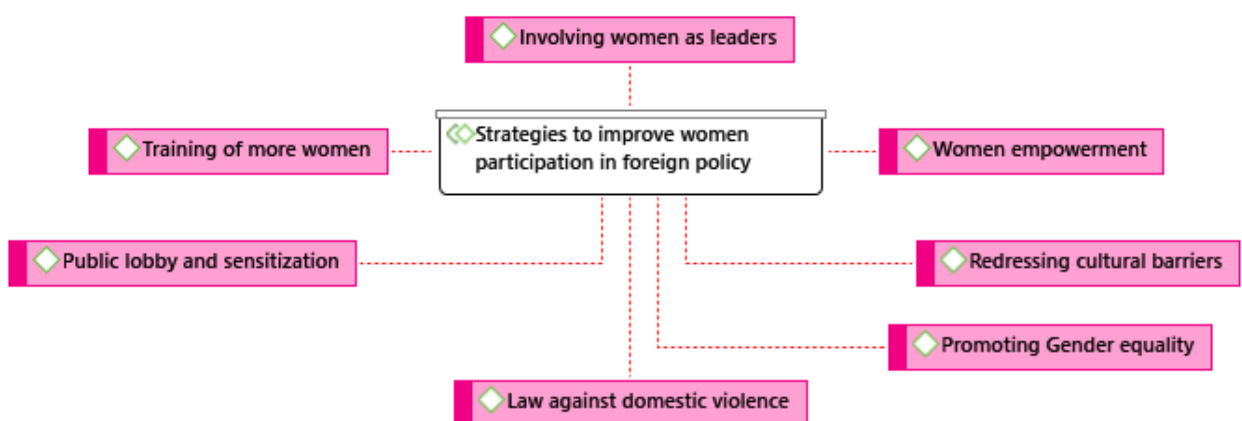 Involving women as leaders
Strategies to improve women
participation in foreign policy
Training of more women
Women empowerment
Public lobby and sensitization
Redressing cultural barriers
Promoting Gender equality
Law against domestic violence